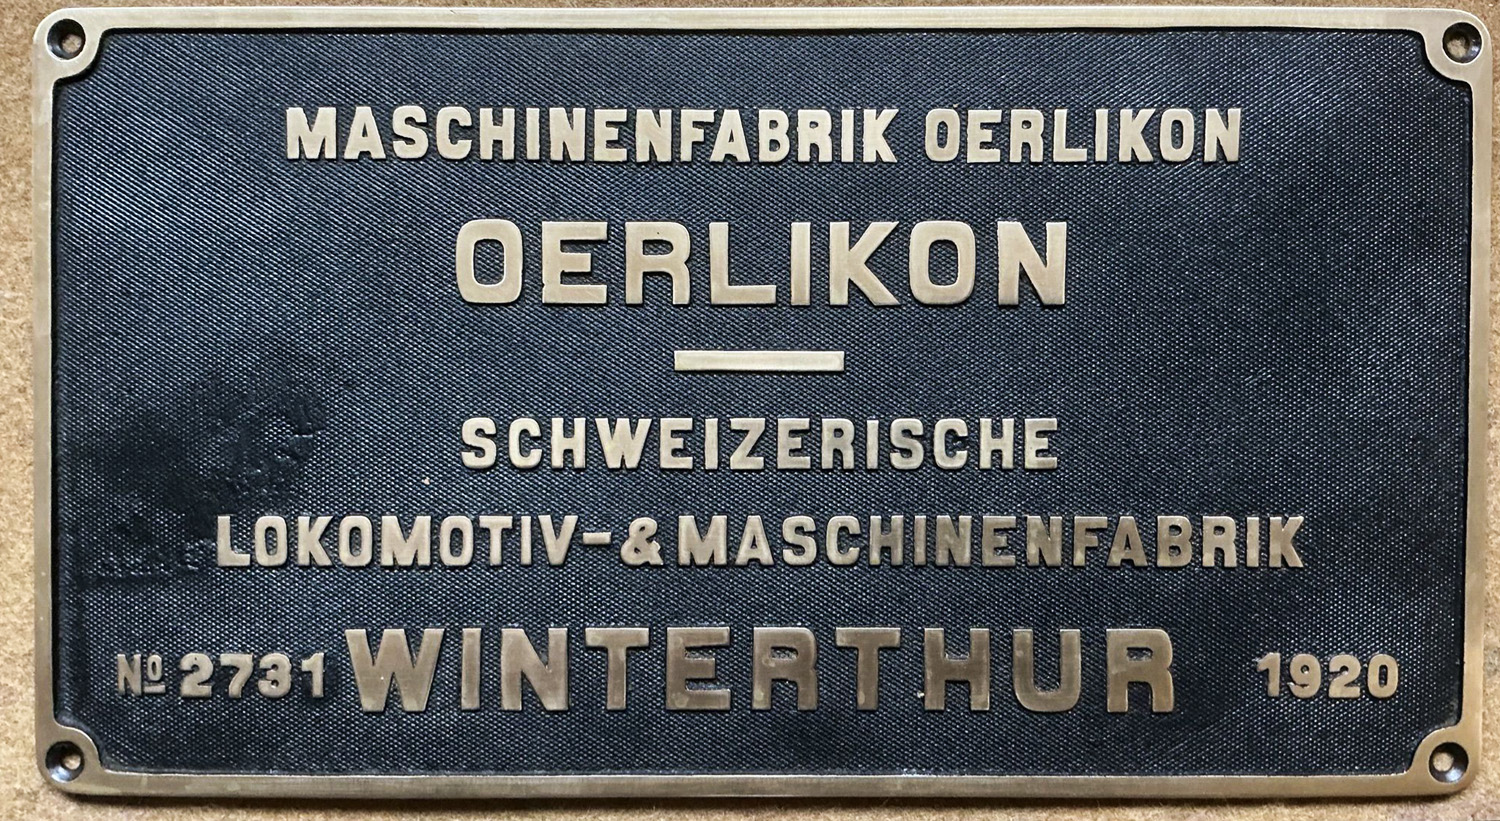 MASCHINENFABRIK OERLIKON
OERLIKON
SCHWEIZERISCHE
LOKOMOTIV-&MASCHINENFABRIK
Nº 2731 WINTERTHUR 1920